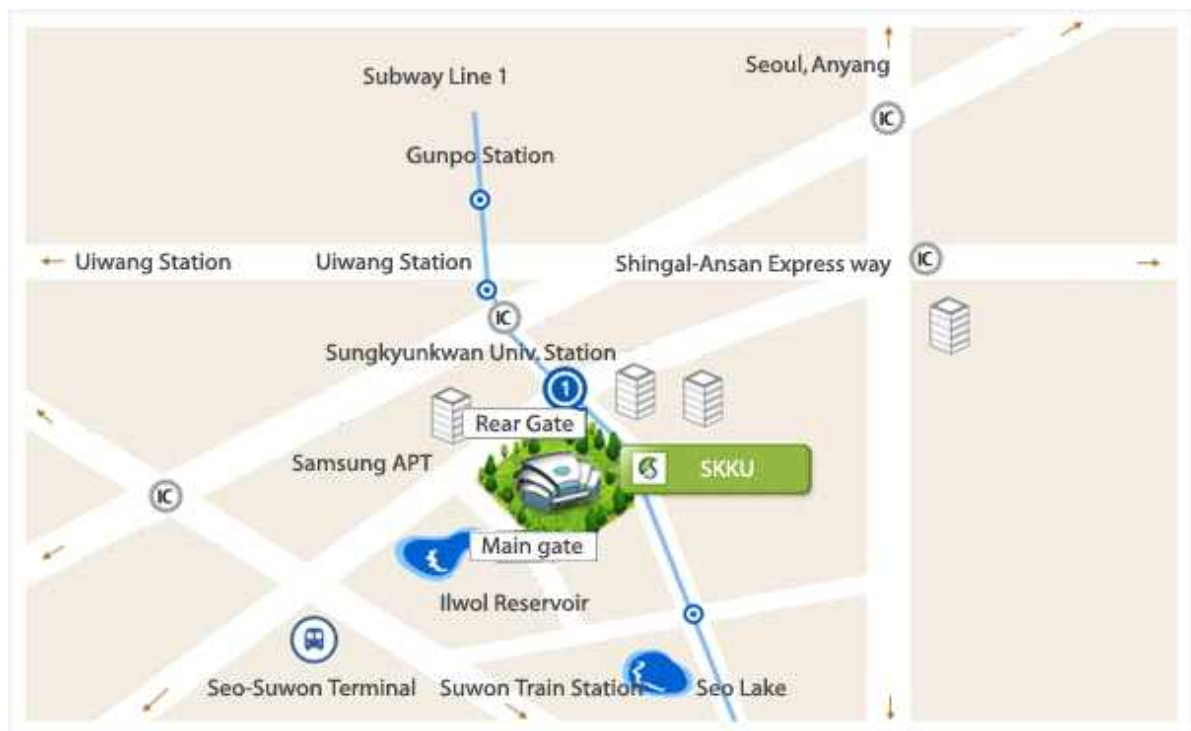 Subway Line 1
Seoul, Anyang
IC
Gunpo Station
Uiwang Station
Uiwang Station
Shingal-Ansan Express way
IC
IC
Sungkyunkwan Univ. Station
1
Rear Gate
Samsung APT
SKKU
IC
Main gate
Ilwol Reservoir
Seo-Suwon Terminal
Suwon Train Station
Seo Lake